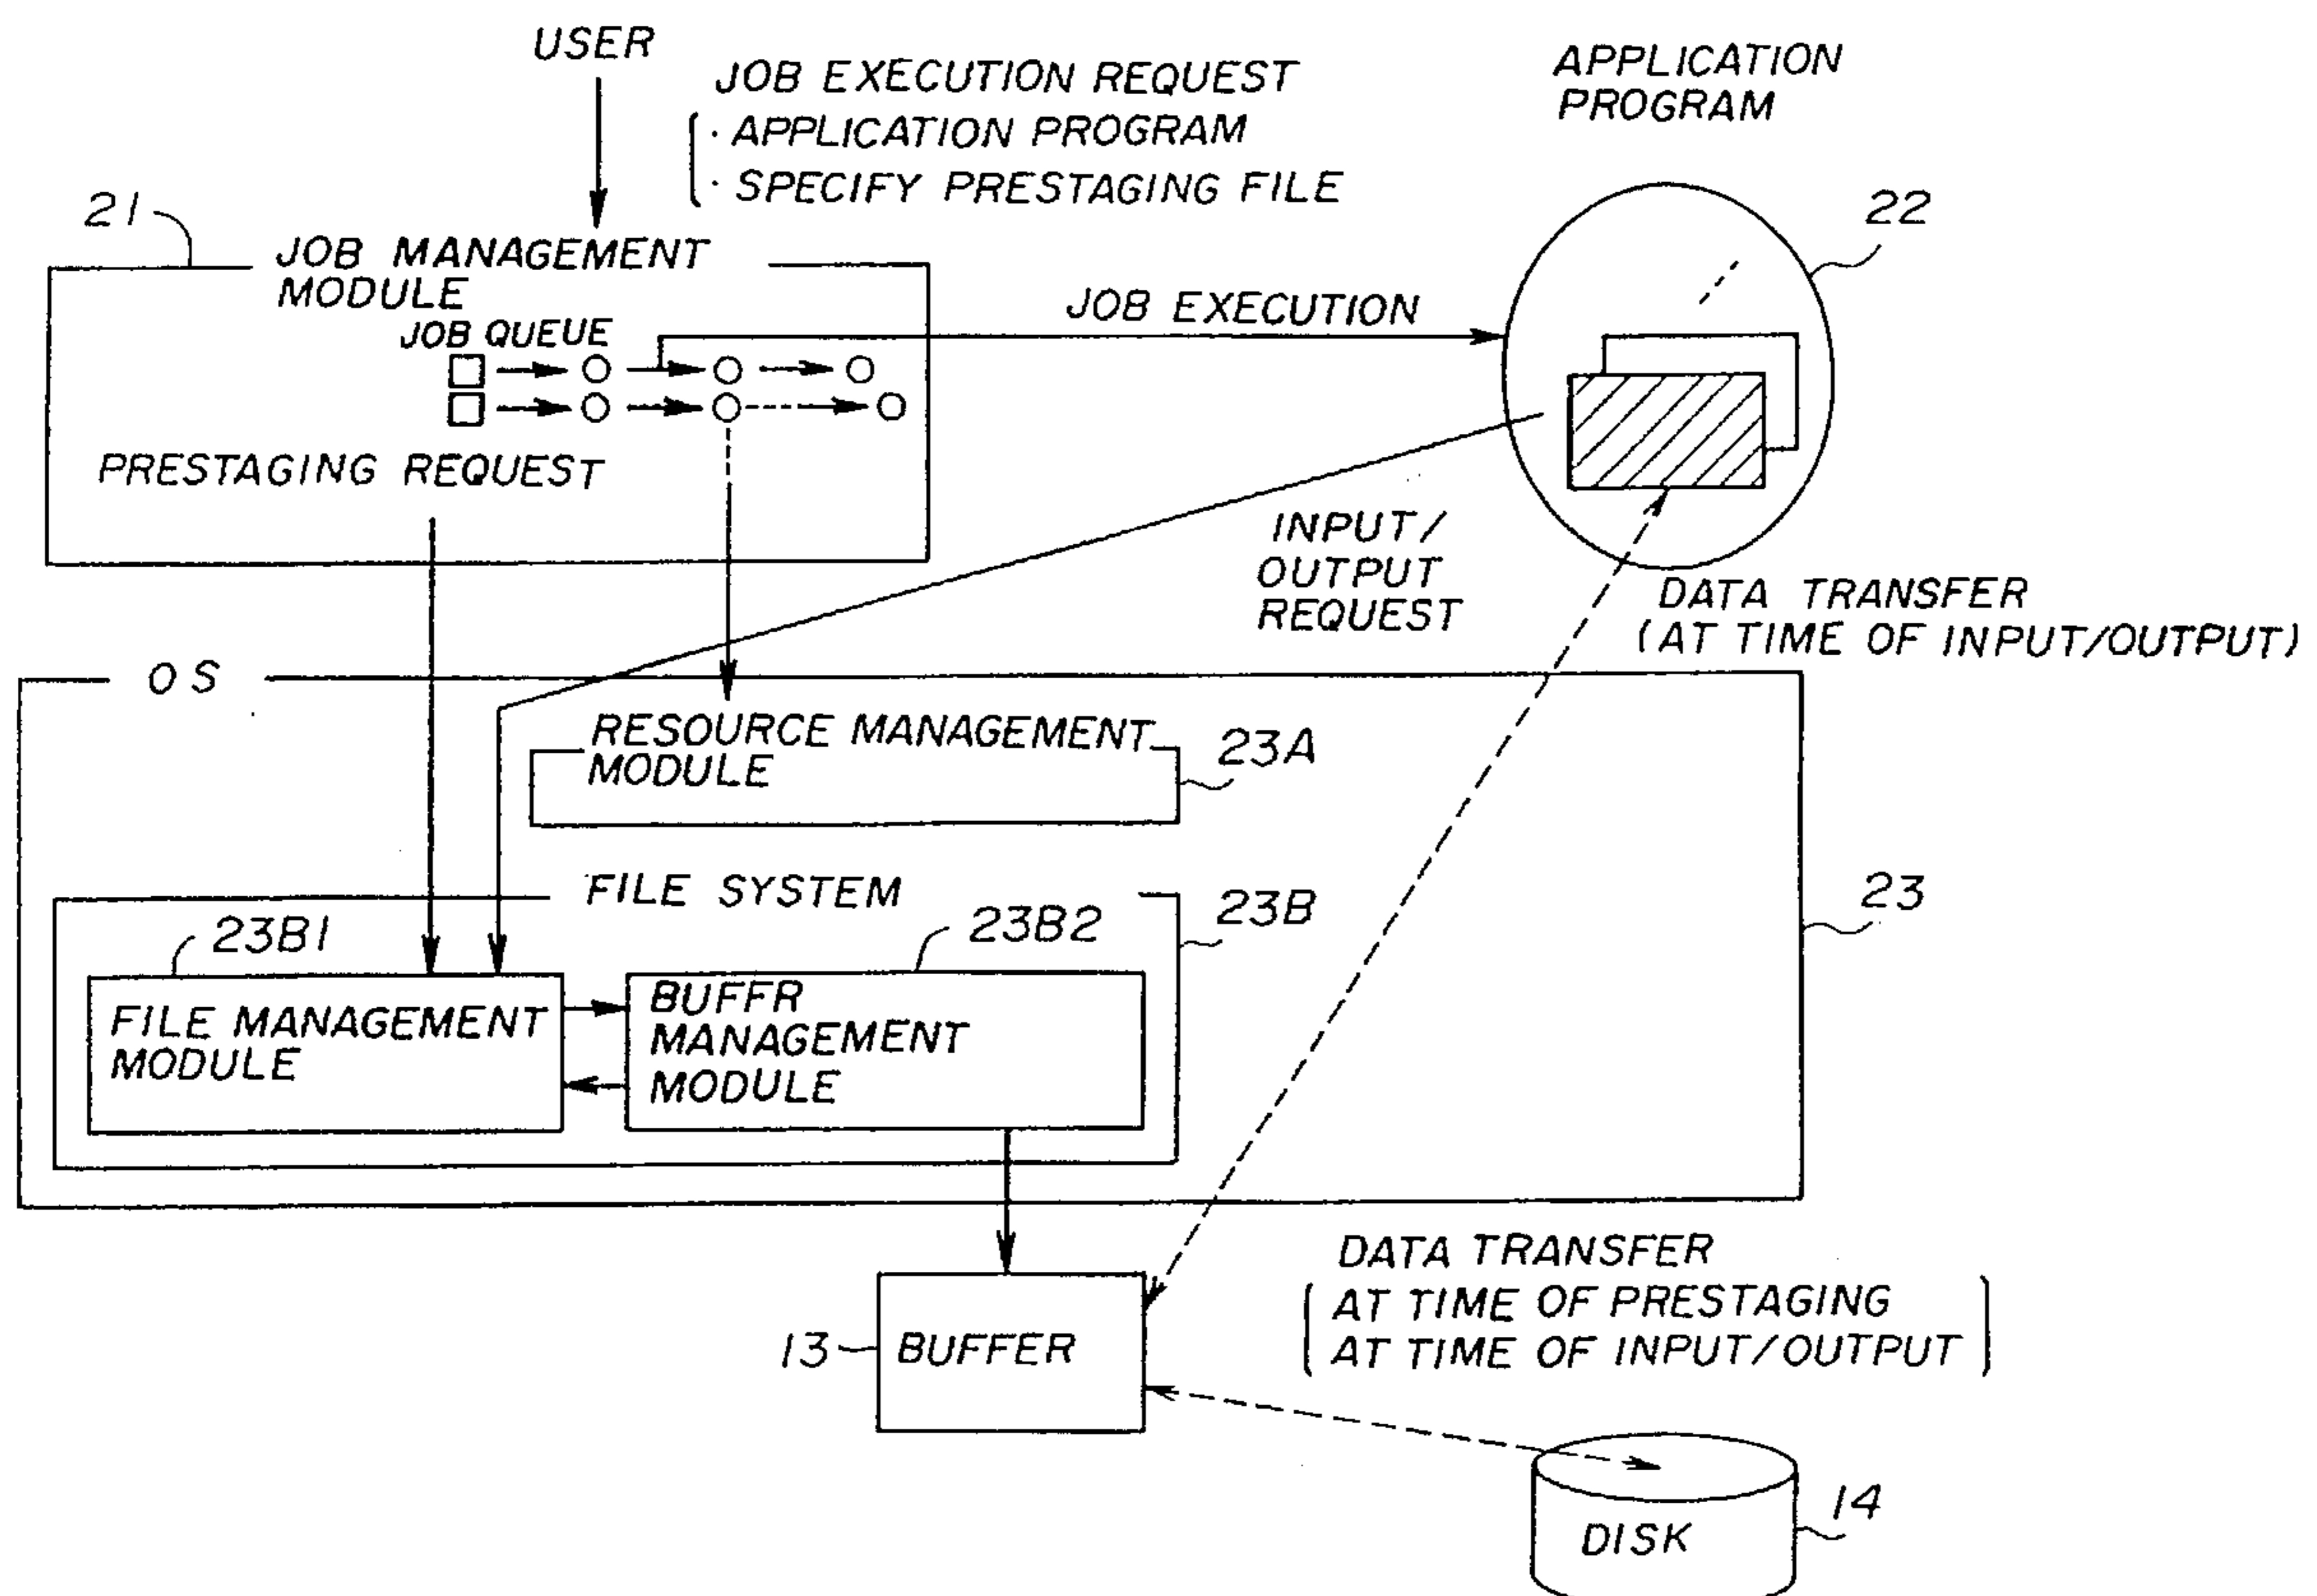 USER
JOB EXECUTION REQUEST
· APPLICATION PROGRAM
· SPECIFY PRESTAGING FILE
APPLICATION
PROGRAM
21
22
JOB MANAGEMENT
MODULE
JOB QUEUE
JOB EXECUTION
PRESTAGING REQUEST
INPUT/
OUTPUT
REQUEST
DATA TRANSFER
(AT TIME OF INPUT/OUTPUT)
OS
RESOURCE MANAGEMENT
MODULE
23A
FILE SYSTEM
23B
23
23B1
23B2
FILE MANAGEMENT
MODULE
BUFFR
MANAGEMENT
MODULE
DATA TRANSFER
AT TIME OF PRESTAGING
AT TIME OF INPUT/OUTPUT
13
BUFFER
14
DISK